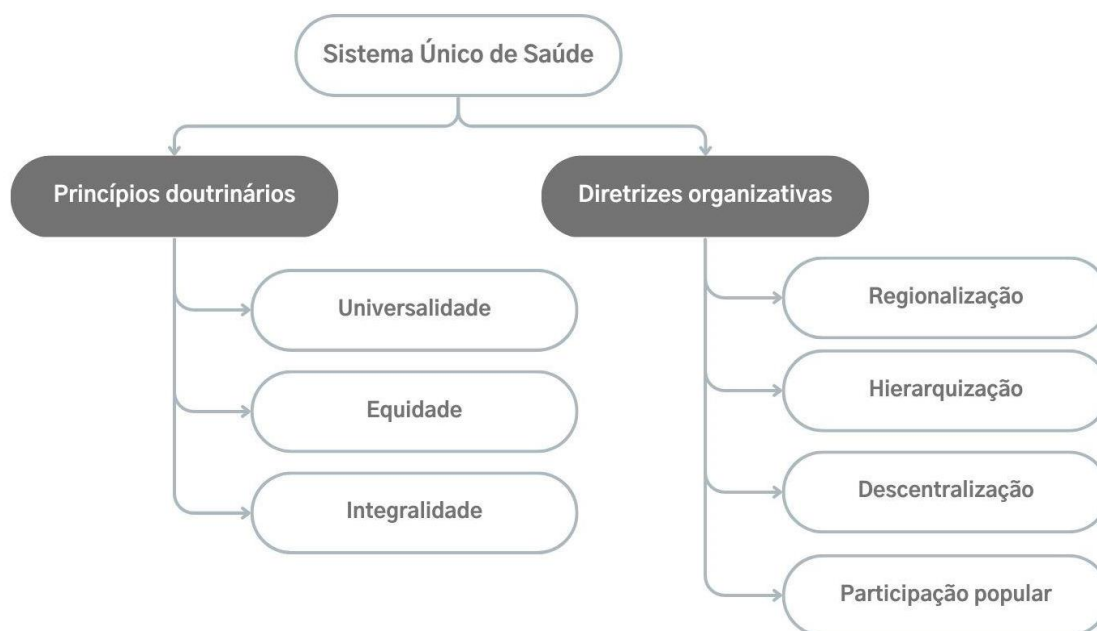 Sistema Único de Saúde
Princípios doutrinários
Diretrizes organizativas
Universalidade
Equidade
Integralidade
Regionalização
Hierarquização
Descentralização
Participação popular